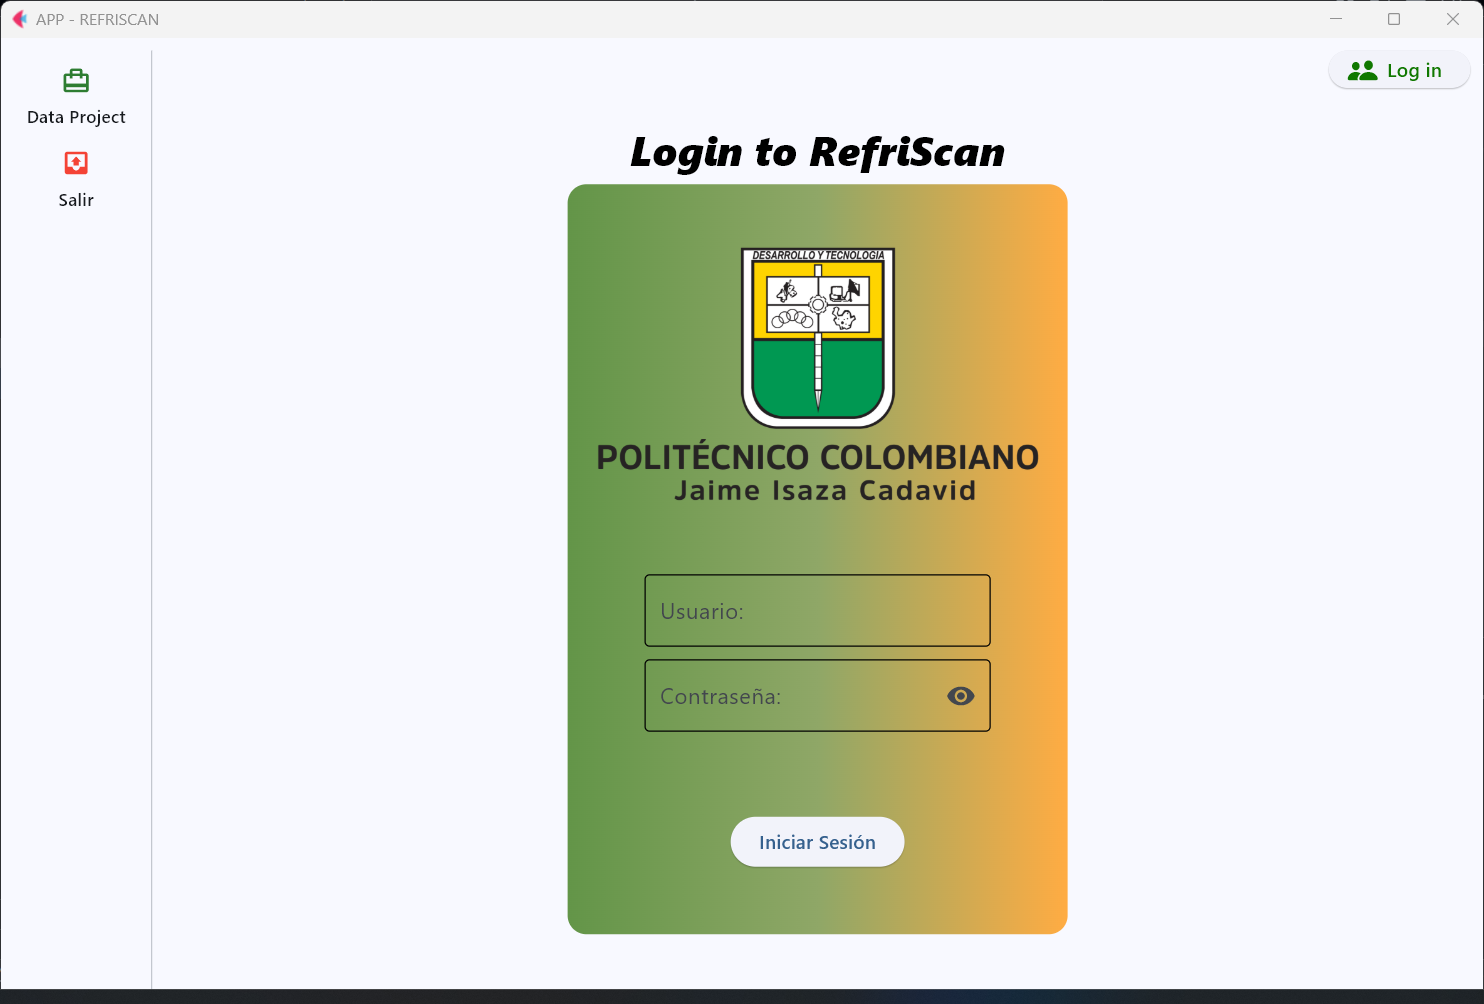 APP - REFRISCAN
Log in
Data Project
Salir
Login to RefriScan
DESARROLLO Y TECNOLOGÍA
POLITÉCNICO COLOMBIANO
Jaime Isaza Cadavid
Usuario:
Contraseña:
Iniciar Sesión